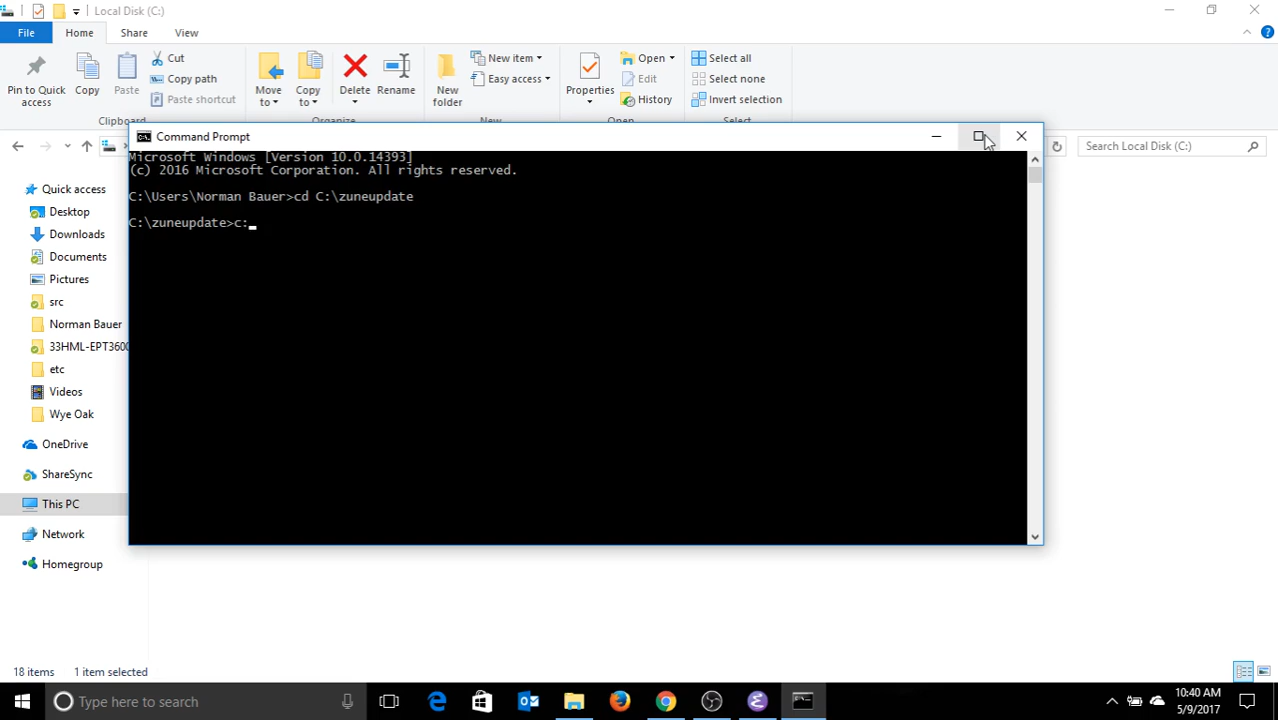 Local Disk (C:)
File Home Share View
Pin to Quick access
Copy
Paste
Cut
Copy path
Paste shortcut
Move to
Copy to
Delete
Rename
New folder
New item
Easy access
Properties
Open
Edit
History
Select all
Select none
Invert selection
Clipboard
Organize
New
Open
Select
Search Local Disk (C:)
Command Prompt
Microsoft Windows [Version 10.0.14393]
(c) 2016 Microsoft Corporation. All rights reserved.
C:\Users\Norman Bauer>cd C:\zuneupdate
C:\zuneupdate>c:
Quick access
Desktop
Downloads
Documents
Pictures
src
Norman Bauer
33HML-EPT3600
etc
Videos
Wye Oak
OneDrive
ShareSync
This PC
Network
Homegroup
18 items 1 item selected
Type here to search
10:40 AM
5/9/2017